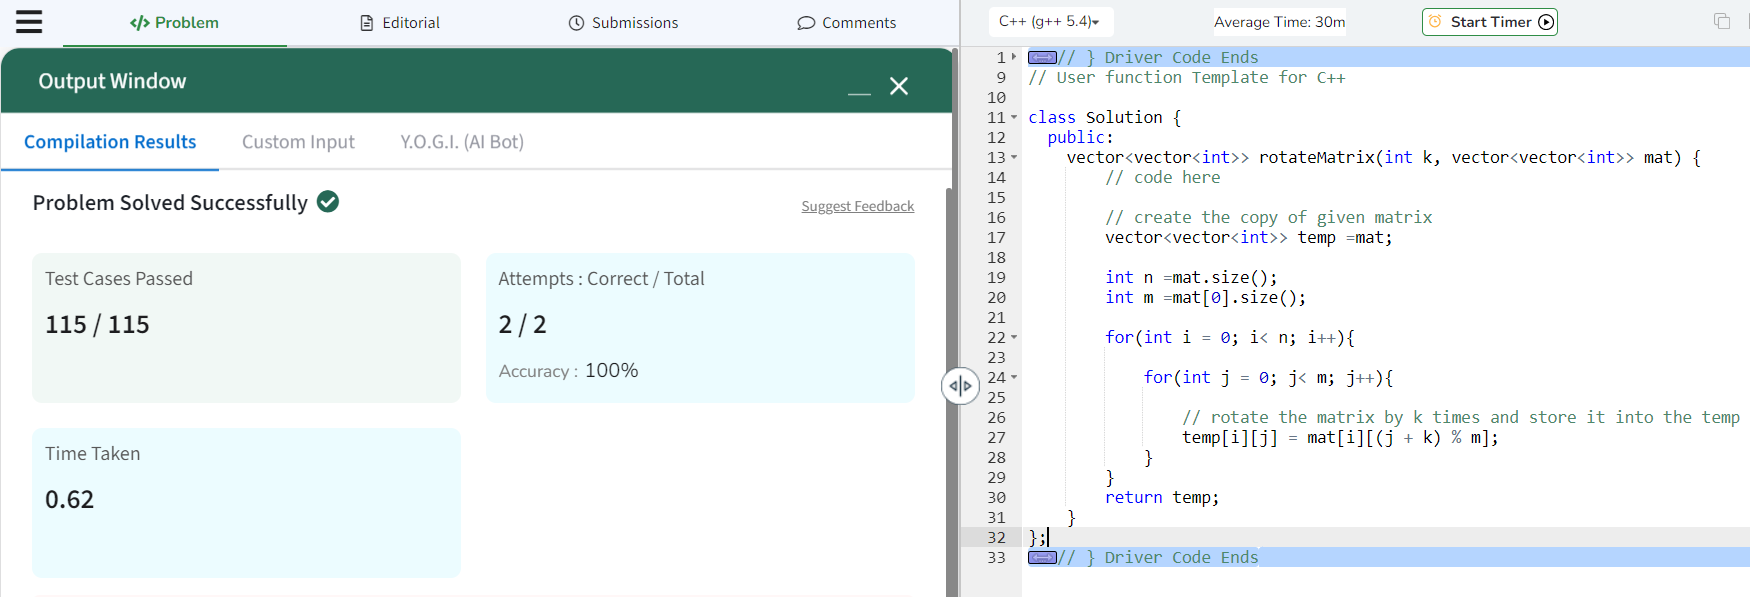 </> Problem
Editorial
Submissions
Comments
Output Window
Compilation Results
Custom Input
Y.O.G.I. (AI Bot)
Problem Solved Successfully
Suggest Feedback
Test Cases Passed
115 / 115
Attempts : Correct / Total
2 / 2
Accuracy : 100%
Time Taken
0.62
C++ (g++ 5.4)
Average Time: 30m
Start Timer
1 // } Driver Code Ends
9 // User function Template for C++
10
11 class Solution {
12 public:
13 vector<vector<int>> rotateMatrix(int k, vector<vector<int>> mat) {
14 // code here
15
16 // create the copy of given matrix
17 vector<vector<int>> temp =mat;
18
19 int n =mat.size();
20 int m =mat[0].size();
21
22 for(int i = 0; i< n; i++){
23
24 for(int j = 0; j< m; j++){
25
26 // rotate the matrix by k times and store it into the temp
27 temp[i][j] = mat[i][(j + k) % m];
28 }
29 }
30 return temp;
31 }
32 };
33 // } Driver Code Ends